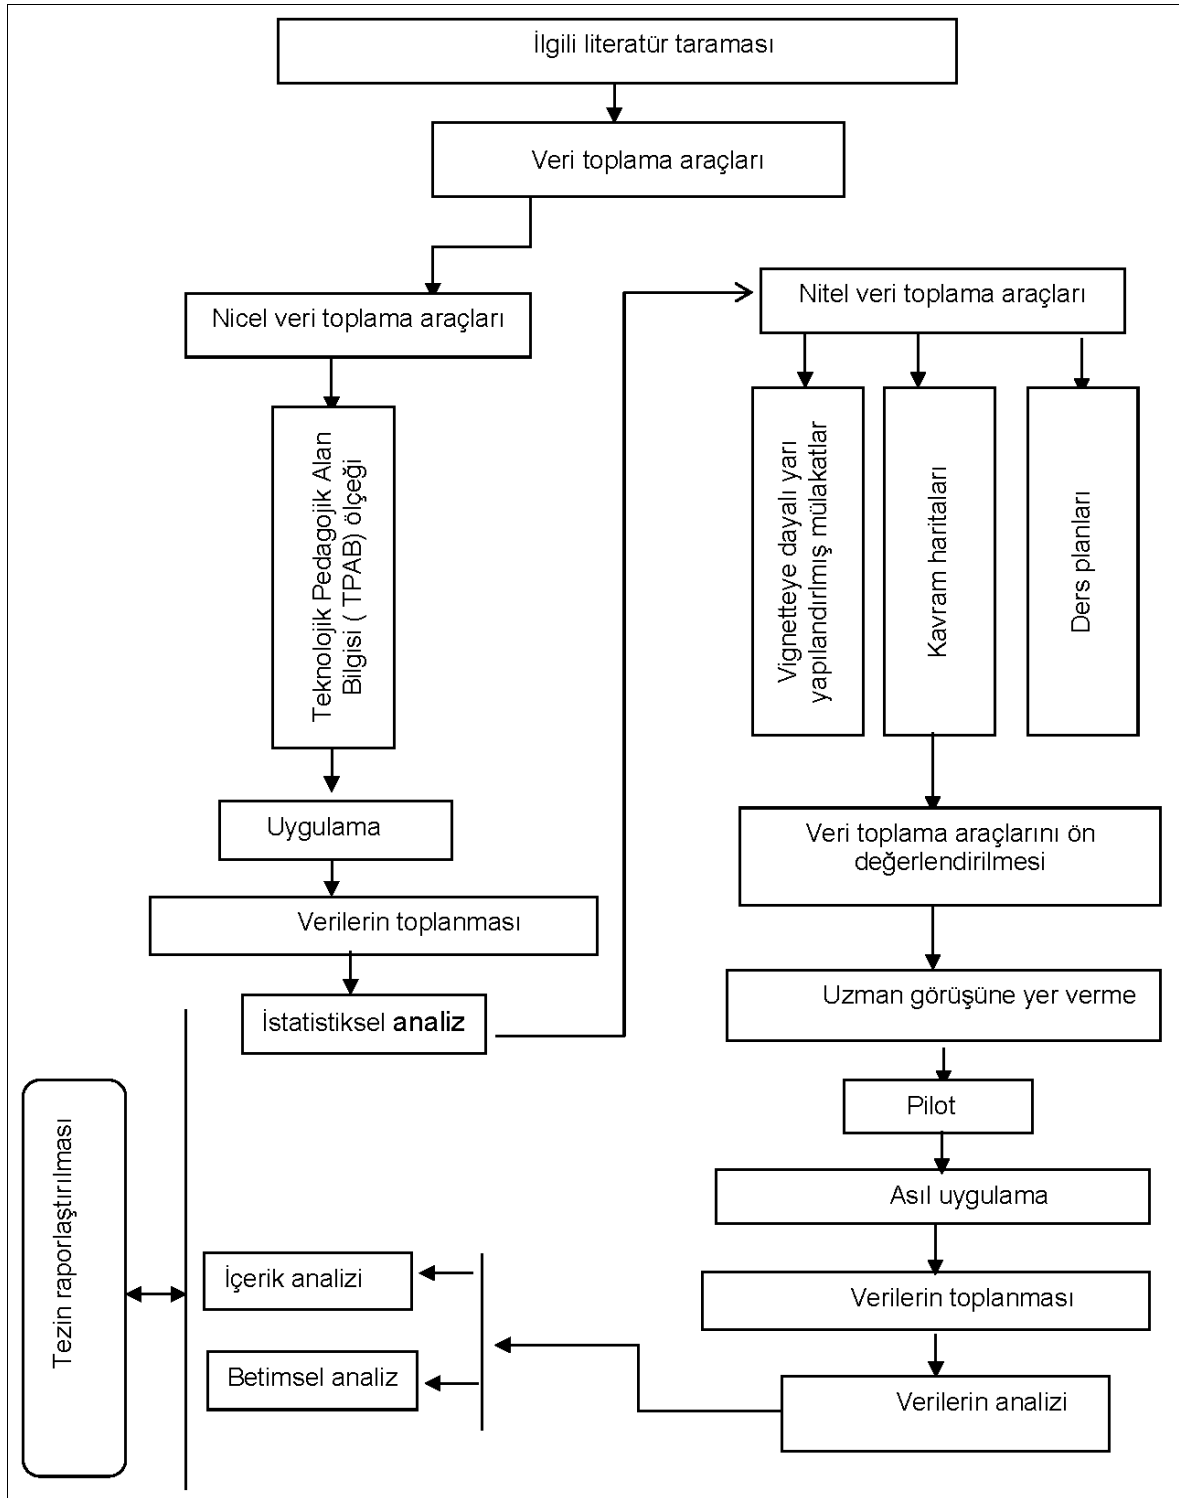 İlgili literatür taraması
Veri toplama araçları
Nicel veri toplama araçları
Nitel veri toplama araçları
Teknolojik Pedagojik Alan
Bilgisi ( TPAB) ölçeği
Vignetteye dayalı yarı
yapılandırılmış mülakatlar
Kavram haritaları
Ders planları
Uygulama
Verilerin toplanması
İstatistiksel analiz
Veri toplama araçlarını ön
değerlendirilmesi
Uzman görüşüne yer verme
Pilot
Asıl uygulama
Verilerin toplanması
Verilerin analizi
İçerik analizi
Betimsel analiz
Tezin raporlaştırılması